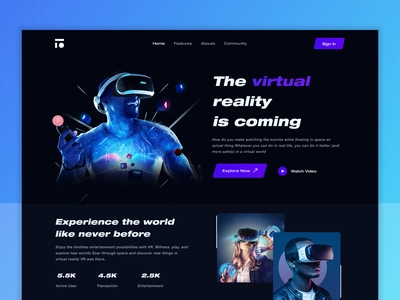 Home Features Abouts Community Sign in
The virtual
reality
is coming
How do you make watching the sunrise while floating in space an
actual thing Whatever you can do in real life, you can do it better (and
more safely) in a virtual world
Explore Now Watch Video
Experience the world
like never before
Enjoy the limitless entertainment possibilities with VR. Witness, play, and
explore new worlds Soar through space and discover new things in
virtual reality VR was there.
5.5K 4.5K 2.5K
Active User Transaction Entertainment